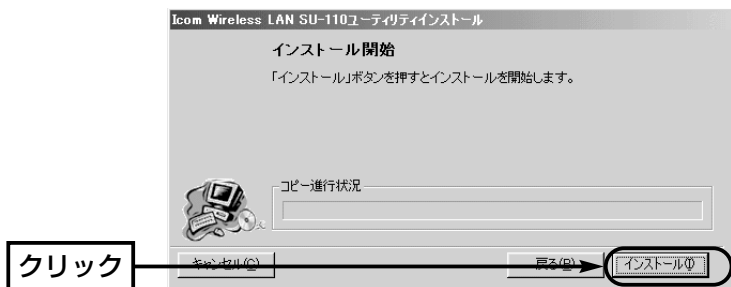 Icom Wireless LAN SU-110ユーティリティインストール
インストール開始
「インストール」ボタンを押すとインストールを開始します。
コピー進行状況
クリック
キャンセル(C)
戻る(B)
インストール(I)